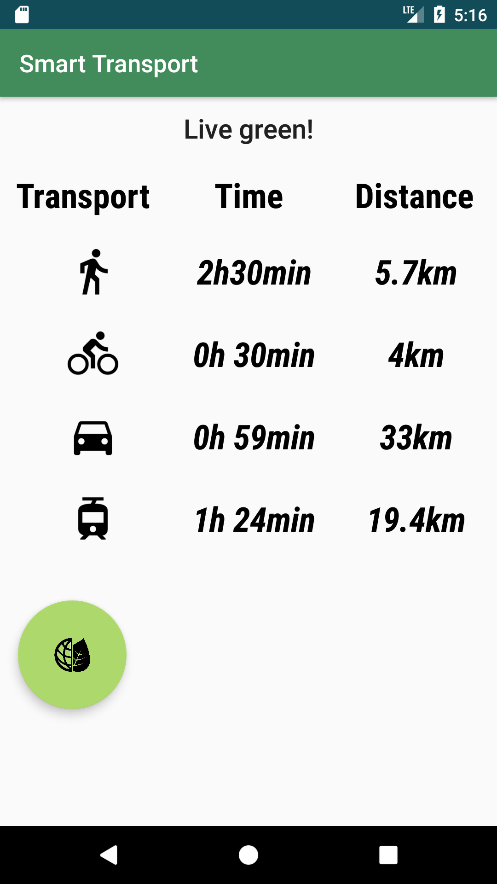 LTE 5:16
Smart Transport
Live green!
Transport Time Distance
2h30min 5.7km
0h 30min 4km
0h 59min 33km
1h 24min 19.4km